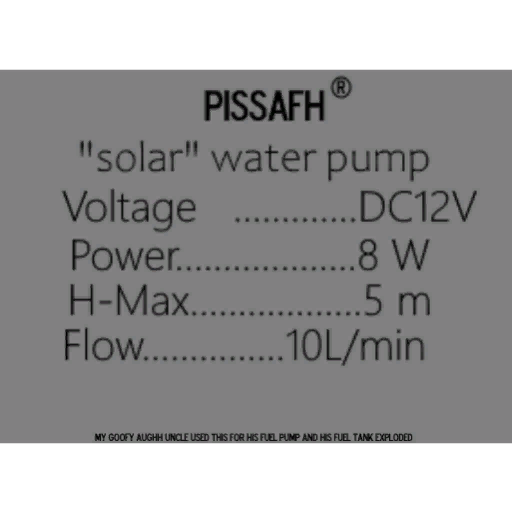 PISSAFH®
"solar" water pump
Voltage .............DC12V
Power...................8 W
H-Max..................5 m
Flow...............10L/min
MY GOOFY AUGHH UNCLE USED THIS FOR HIS FUEL PUMP AND HIS FUEL TANK EXPLODED